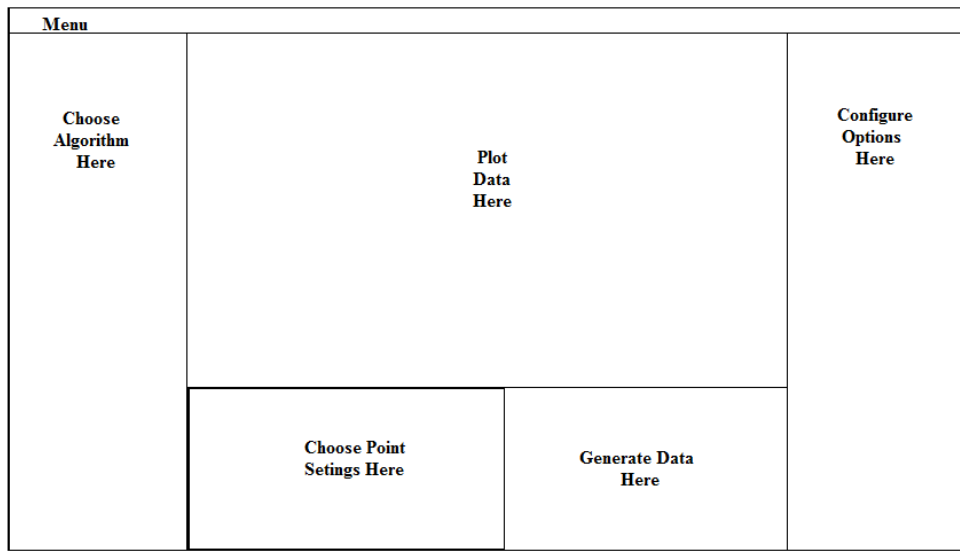 Menu
Choose
Algorithm
Here
Plot
Data
Here
Configure
Options
Here
Choose Point
Setings Here
Generate Data
Here